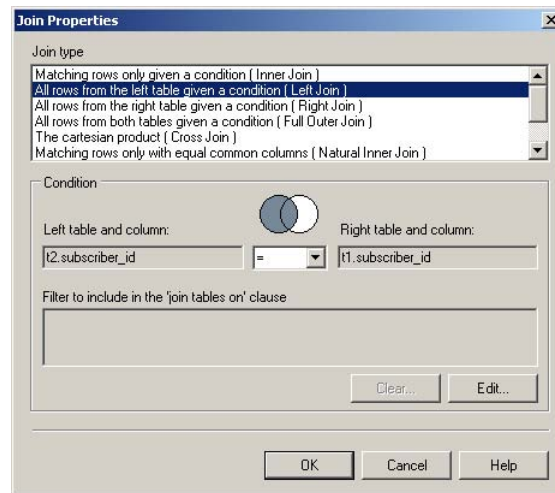 Join Properties
Join type
Matching rows only given a condition ( Inner Join )
All rows from the left table given a condition ( Left Join )
All rows from the right table given a condition ( Right Join )
All rows from both tables given a condition ( Full Outer Join )
The cartesian product ( Cross Join )
Matching rows only with equal common columns ( Natural Inner Join )
Condition
Left table and column:
Right table and column:
t2.subscriber_id
=
t1.subscriber_id
Filter to include in the 'join tables on' clause
Clear...
Edit...
OK
Cancel
Help